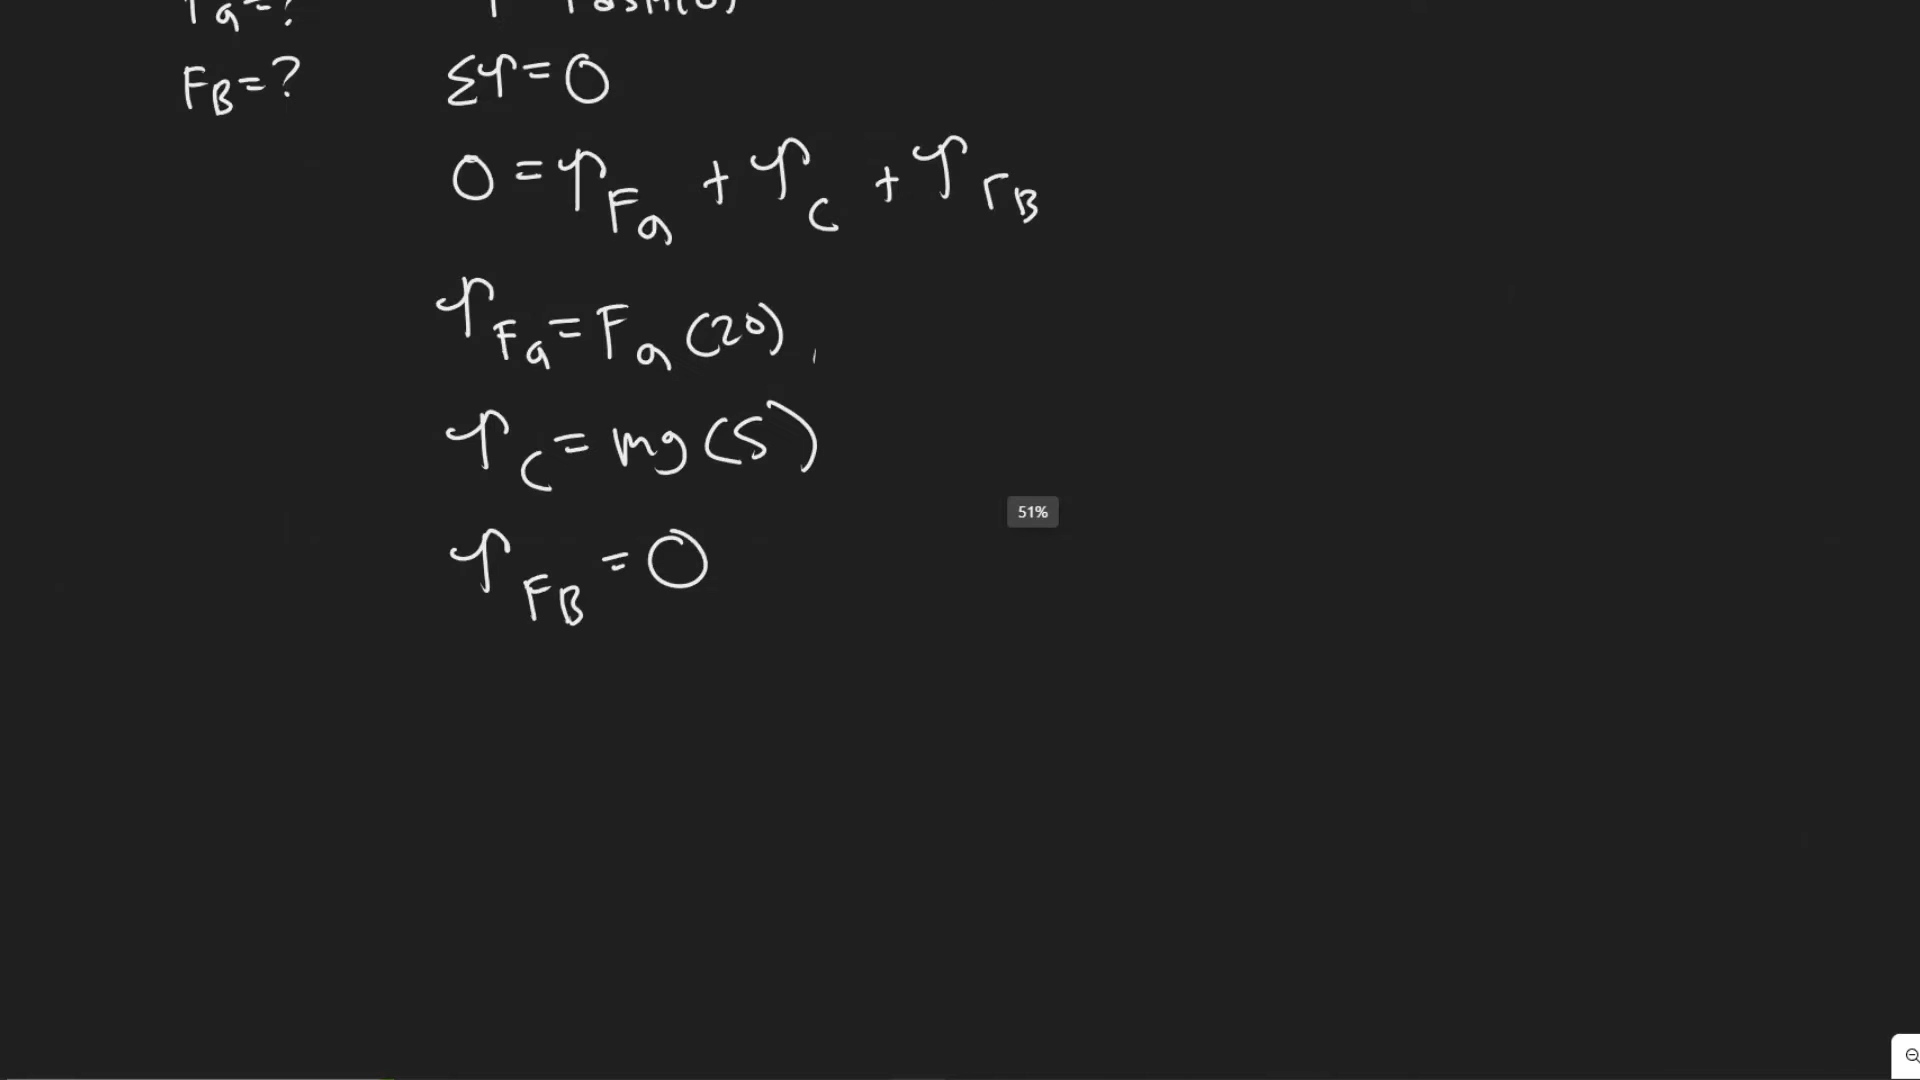 FB=?
Στ=0
0=τFa + τC + τFB
τFa=Fa(20)
τC=mg(5)
51%
τFB=0